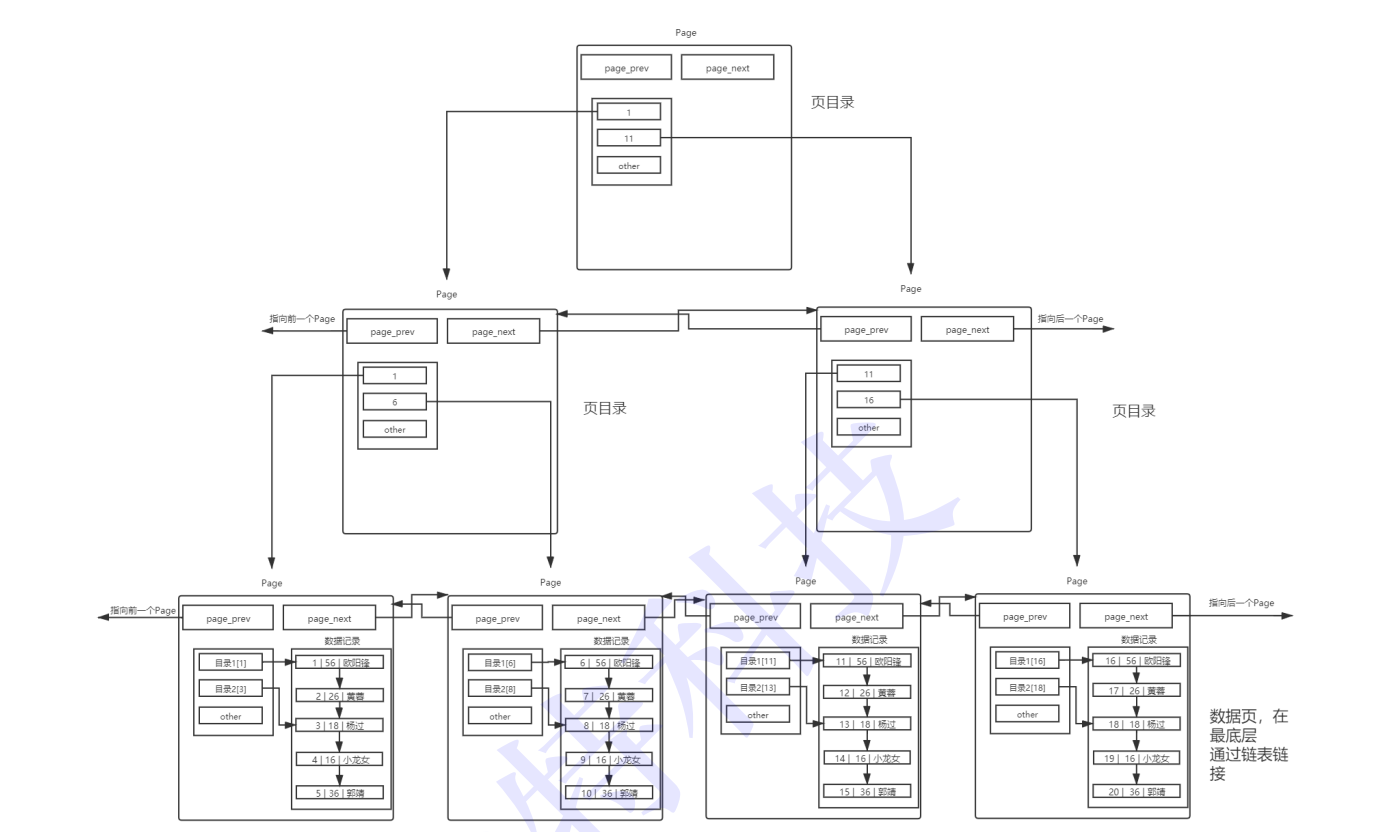 Page
page_prev
page_next
页目录
1
11
other
Page
Page
指向前一个Page
page_prev
page_next
page_prev
page_next
指向后一个Page
1
6
other
页目录
11
16
other
页目录
Page
Page
Page
Page
指向前一个Page
page_prev
page_next
page_prev
page_next
page_prev
page_next
page_prev
page_next
指向后一个Page
数据记录
目录1[1]
目录2[3]
other
1 | 56 | 欧阳锋
2 | 26 | 黄蓉
3 | 18 | 杨过
4 | 16 | 小龙女
5 | 36 | 郭靖
数据记录
目录1[6]
目录2[8]
other
6 | 56 | 欧阳锋
7 | 26 | 黄蓉
8 | 18 | 杨过
9 | 16 | 小龙女
10 | 36 | 郭靖
数据记录
目录1[11]
目录2[13]
other
11 | 56 | 欧阳锋
12 | 26 | 黄蓉
13 | 18 | 杨过
14 | 16 | 小龙女
15 | 36 | 郭靖
数据记录
目录1[16]
目录2[18]
other
16 | 56 | 欧阳锋
17 | 26 | 黄蓉
18 | 18 | 杨过
19 | 16 | 小龙女
20 | 36 | 郭靖
数据页，在
最底层
通过链表链
接
特科技